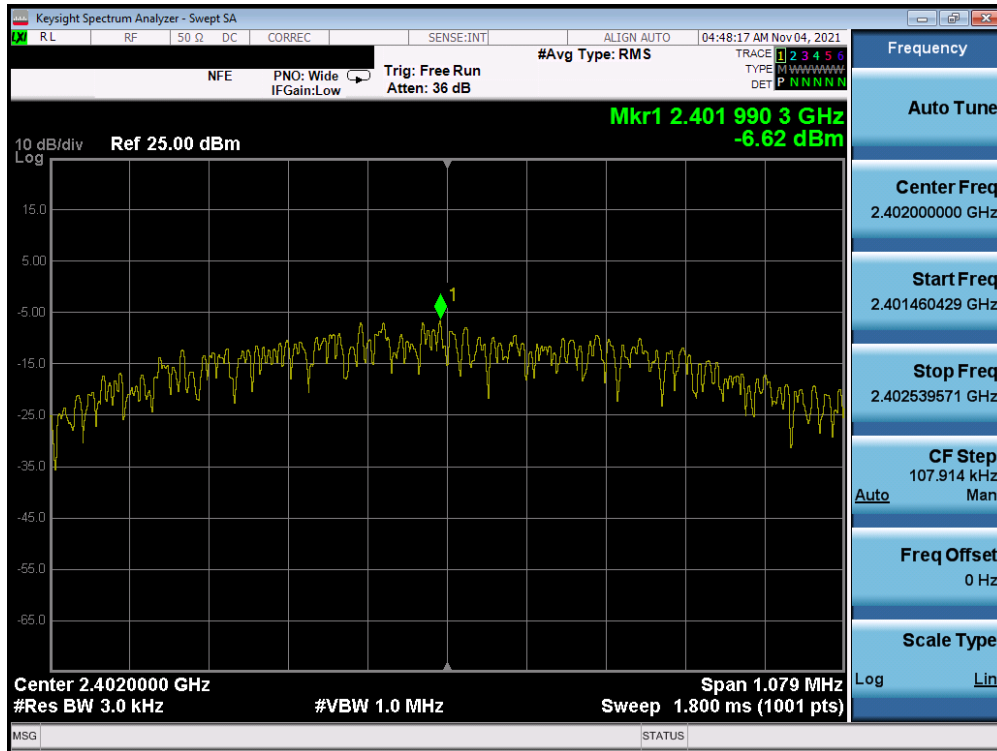 Keysight Spectrum Analyzer - Swept SA
LXI RL RF 50 Ω DC CORREC SENSE:INT ALIGN AUTO 04:48:17 AM Nov 04, 2021
Frequency
#Avg Type: RMS TRACE 1 2 3 4 5 6
NFE PNO: Wide Trig: Free Run TYPE M WWWWW
IFGain:Low Atten: 36 dB DET P N N N N N
Auto Tune
Mkr1 2.401 990 3 GHz
-6.62 dBm
10 dB/div Ref 25.00 dBm
Log
15.0
5.00
-5.00
-15.0
-25.0
-35.0
-45.0
-55.0
-65.0
1
Center Freq
2.402000000 GHz
Start Freq
2.401460429 GHz
Stop Freq
2.402539571 GHz
CF Step
107.914 kHz
Auto Man
Freq Offset
0 Hz
Scale Type
Log Lin
Center 2.4020000 GHz Span 1.079 MHz
#Res BW 3.0 kHz #VBW 1.0 MHz Sweep 1.800 ms (1001 pts)
MSG STATUS